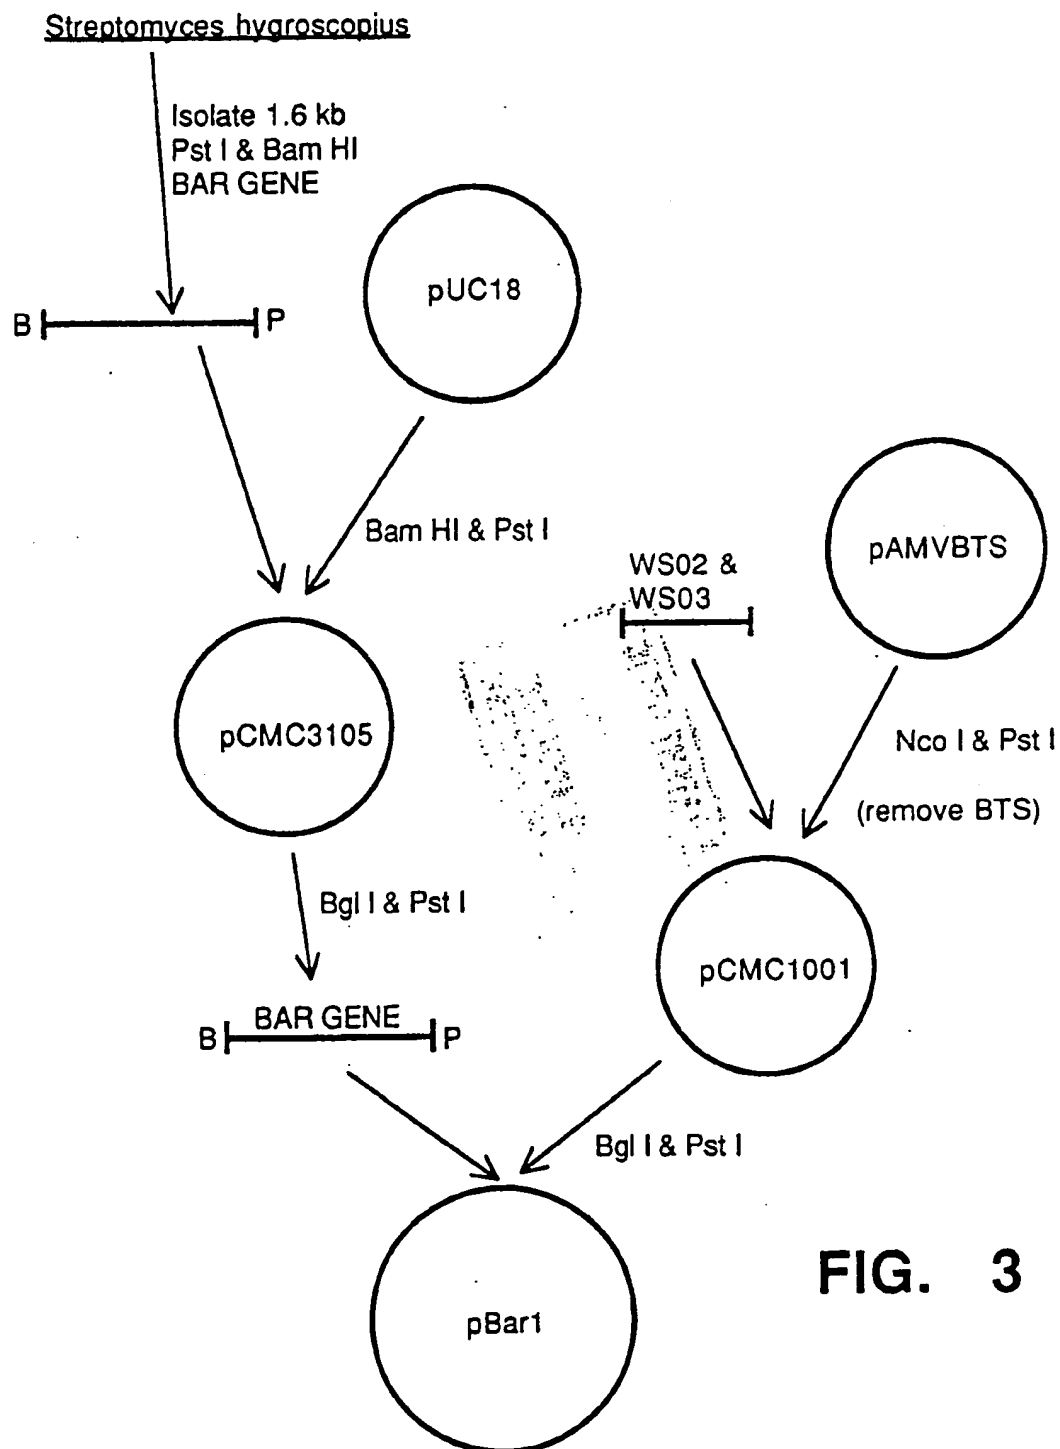 Streptomyces hygroscopius
Isolate 1.6 kb
Pst I & Bam HI
BAR GENE
pUC18
B
P
Bam HI & Pst I
pAMVBTS
WS02 &
WS03
pCMC3105
Nco I & Pst I
(remove BTS)
Bgl I & Pst I
pCMC1001
BAR GENE
B
P
Bgl I & Pst I
FIG. 3
pBar1